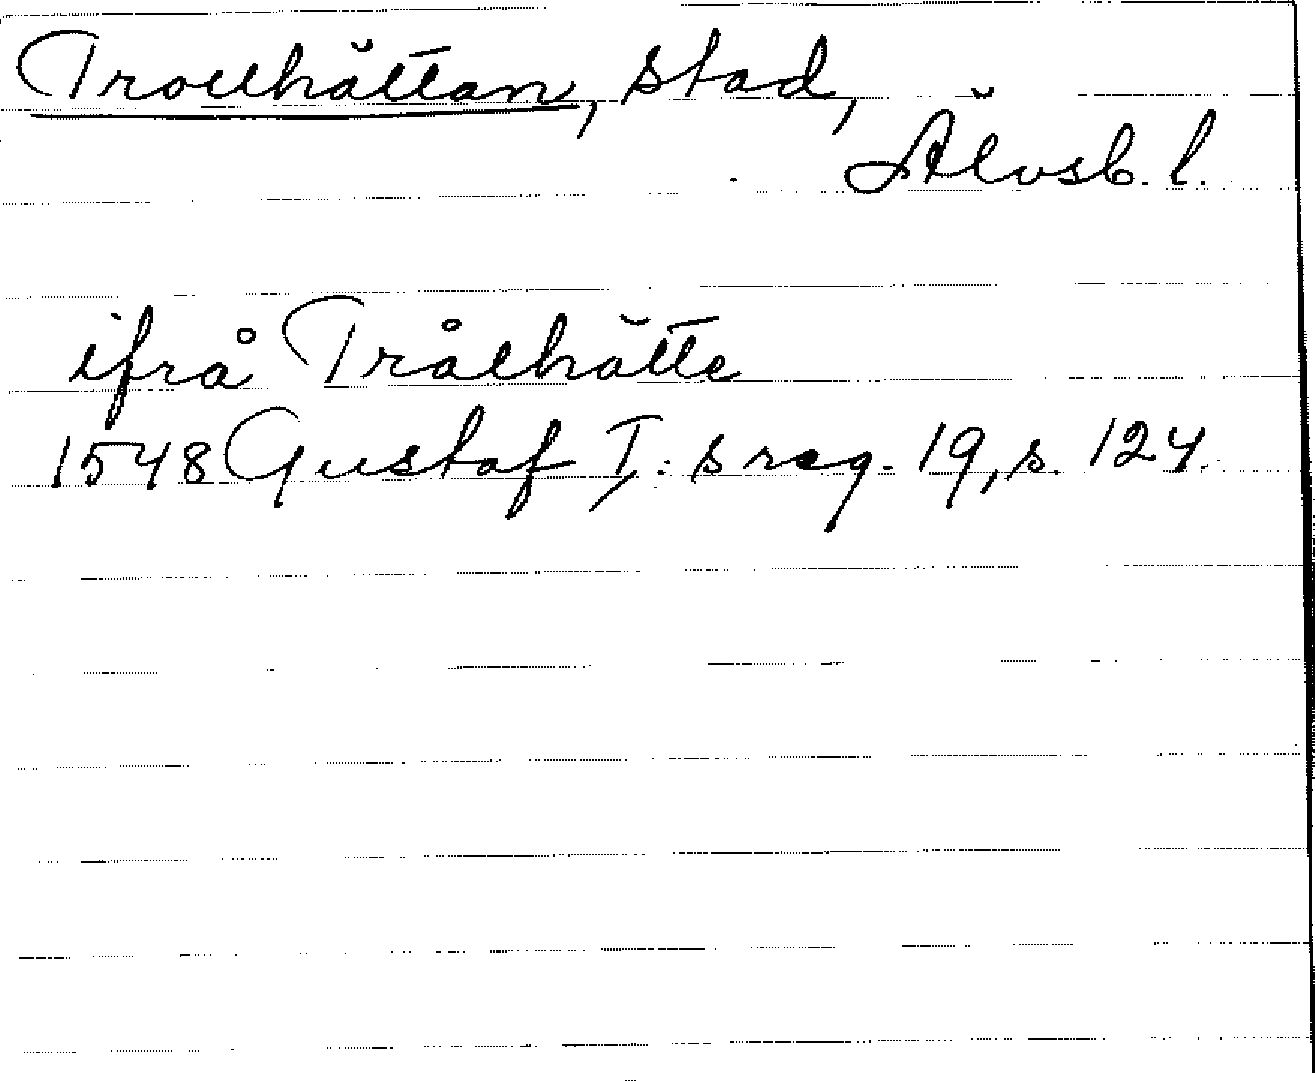 Trollhättan, stad,
Älvsb. l.
ifrå Trålhätte
1548 Gustaf I:s reg. 19, s. 124.